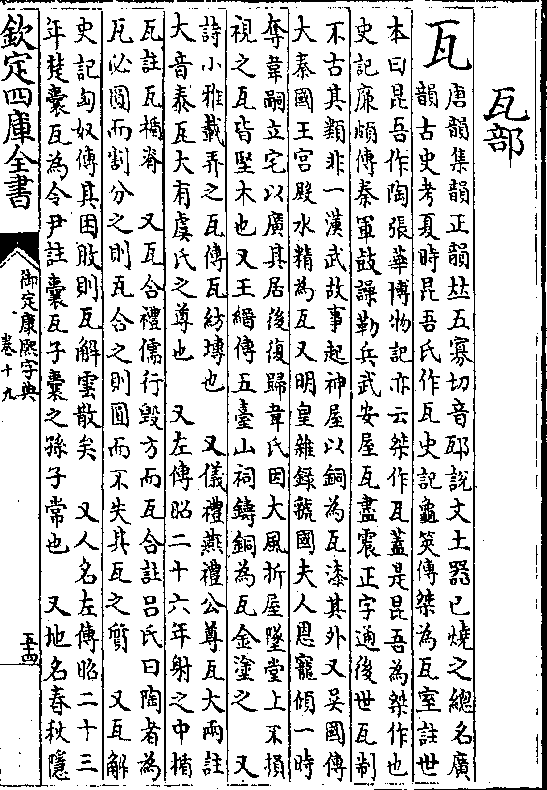 瓦部
瓦
唐韻集韻正韻𠀤五寡切音邷說文土器已燒之總名廣
韻古史考夏時昆吾氏作瓦史記龜筴傳桀為瓦室註世
本曰昆吾作陶張華博物記亦云桀作瓦蓋是昆吾為桀作也
史記廉頗傳秦軍鼓譟勒兵武安屋瓦盡震正字通後世瓦制
不古其類非一漢武故事起神屋以銅為瓦漆其外又吳國傳
大秦國王宮殿水精為瓦又明皇雜錄虢國夫人恩寵傾一時
奪韋嗣立宅以廣其居後復歸韋氏因大風折屋墜堂上不損
視之瓦皆堅木也又王縉傳五臺山祠鑄銅為瓦金塗之 又
詩小雅載弄之瓦傳瓦紡塼也 又儀禮燕禮公尊瓦大兩註
大音泰瓦大有虞氏之尊也 又左傳昭二十六年射之中楯
瓦註瓦楯脊 又瓦合禮儒行毀方而瓦合註呂氏曰陶者為
瓦必圓而割分之則瓦合之則圓而不失其瓦之質 又瓦解
史記匈奴傳其困敗則瓦解雲散矣 又人名左傳昭二十三
年楚囊瓦為令尹註囊瓦子囊之孫子常也 又地名春秋隱
欽定四庫全書
御定康熙字典
卷十九
五十四